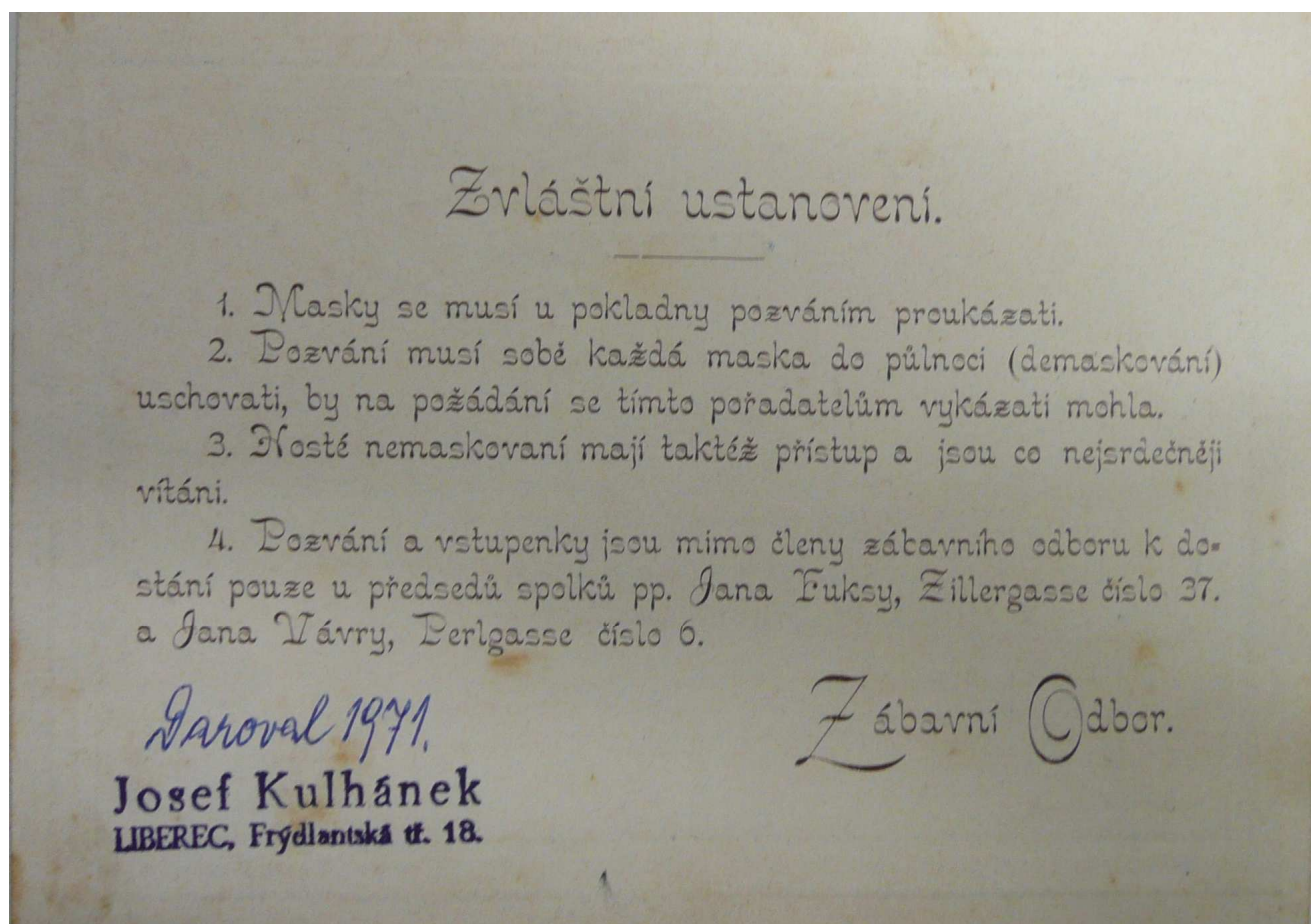 Zvláštní ustanovení.
1. Masky se musí u pokladny pozváním proukázati.
2. Pozvání musí sobě každá maska do půlnoci (demaskování)
uschovati, by na požádání se tímto pořadatelům vykázati mohla.
3. Hosté nemaskovaní mají taktéž přístup a jsou co nejsrdečněji
vítáni.
4. Pozvání a vstupenky jsou mimo členy zábavního odboru k do-
stání pouze u předsedů spolků pp. Jana Fuksy, Zillergasse číslo 37.
a Jana Vávry, Perlgasse číslo 6.
Zábavní Odbor.
Daroval 1971.
Josef Kulhánek
LIBEREC, Frýdlantská tř. 18.